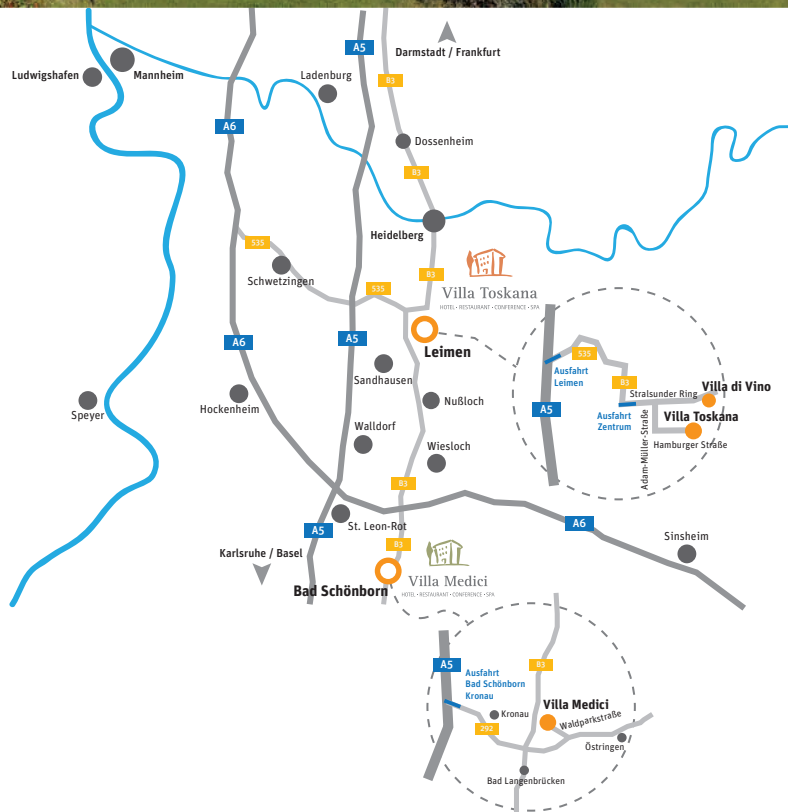 A5
Darmstadt / Frankfurt
B3
Ludwigshafen
Mannheim
Ladenburg
A6
Dossenheim
B3
Heidelberg
535
Schwetzingen
B3
535
Villa Toskana
HOTEL • RESTAURANT • CONFERENCE • SPA
A6
A5
Leimen
Sandhausen
Speyer
Hockenheim
Nußloch
Walldorf
Wiesloch
B3
535
Ausfahrt
Leimen
B3
A5
Stralsunder Ring
Villa di Vino
Ausfahrt
Zentrum
Villa Toskana
Adam-Müller-Straße
Hamburger Straße
A5
St. Leon-Rot
A6
B3
Sinsheim
Karlsruhe / Basel
Bad Schönborn
Villa Medici
HOTEL • RESTAURANT • CONFERENCE • SPA
A5
B3
Ausfahrt
Bad Schönborn
Kronau
Villa Medici
Kronau
Waldparkstraße
292
Östringen
Bad Langenbrücken